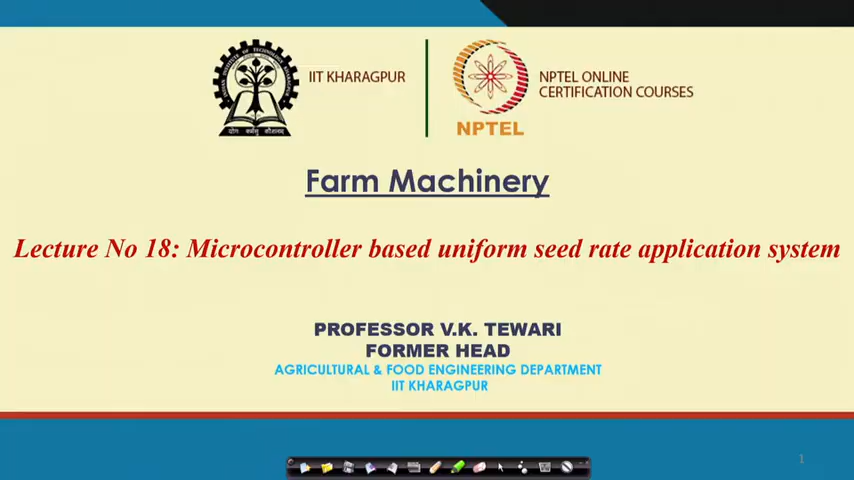 IIT KHARAGPUR
NPTEL ONLINE
CERTIFICATION COURSES
NPTEL
Farm Machinery
Lecture No 18: Microcontroller based uniform seed rate application system
PROFESSOR V.K. TEWARI
FORMER HEAD
AGRICULTURAL & FOOD ENGINEERING DEPARTMENT
IIT KHARAGPUR
1